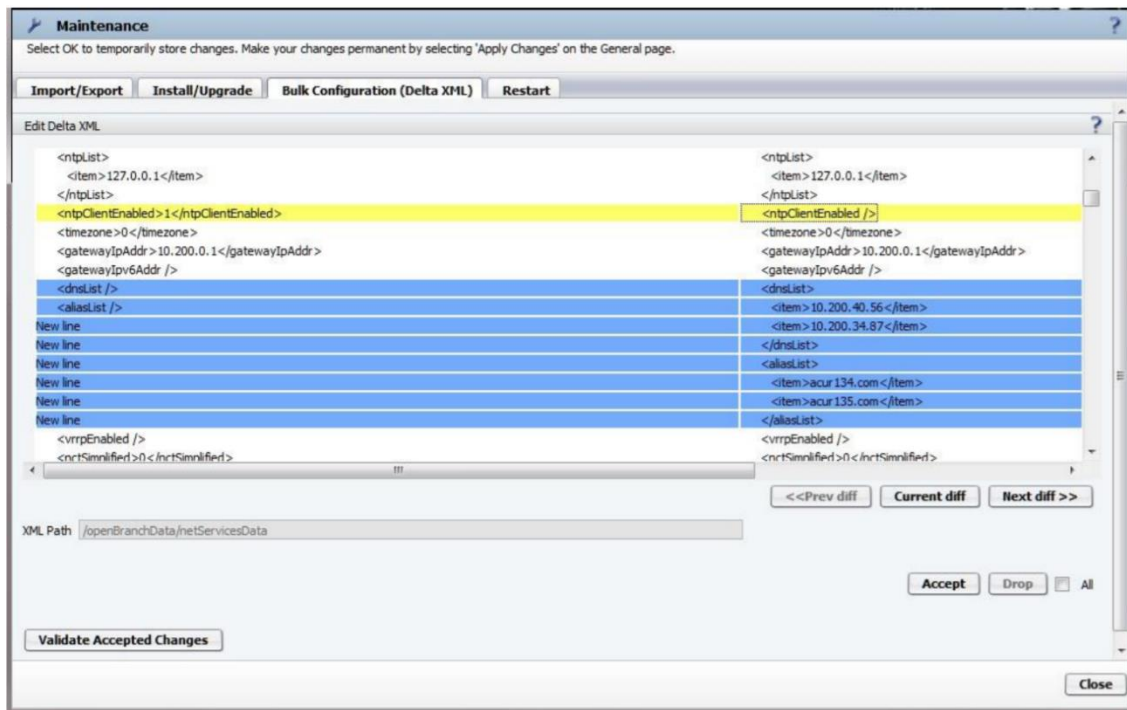 Maintenance ?
Select OK to temporarily store changes. Make your changes permanent by selecting 'Apply Changes' on the General page.
Import/Export Install/Upgrade Bulk Configuration (Delta XML) Restart
Edit Delta XML ?
<ntpList> <ntpList>
<item>127.0.0.1</item> <item>127.0.0.1</item>
</ntpList> </ntpList>
<ntpClientEnabled>1</ntpClientEnabled> <ntpClientEnabled />
<timezone>0</timezone> <timezone>0</timezone>
<gatewayIpAddr>10.200.0.1</gatewayIpAddr> <gatewayIpAddr>10.200.0.1</gatewayIpAddr>
<gatewayIpv6Addr /> <gatewayIpv6Addr />
<dnsList /> <dnsList>
<aliasList /> <item>10.200.40.56</item>
New line <item>10.200.34.87</item>
New line </dnsList>
New line <aliasList>
New line <item>acur134.com</item>
New line <item>acur135.com</item>
New line </aliasList>
<vrrpEnabled /> <vrrpEnabled />
<nctSimplified>0</nctSimplified> <nctSimplified>0</nctSimplified>
<<Prev diff Current diff Next diff >>
XML Path /openBranchData/netServicesData
Accept Drop All
Validate Accepted Changes
Close